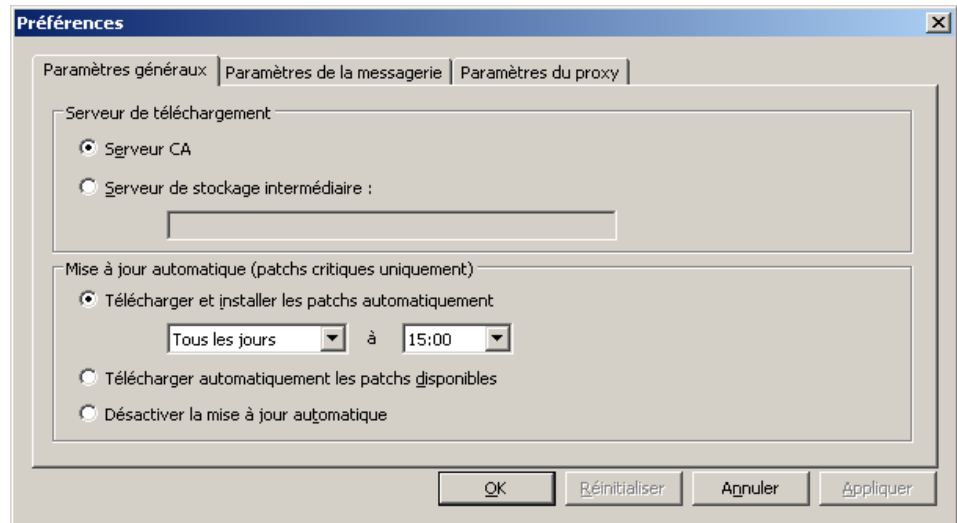 Préférences
Paramètres généraux Paramètres de la messagerie Paramètres du proxy
Serveur de téléchargement
Serveur CA
Serveur de stockage intermédiaire :
Mise à jour automatique (patchs critiques uniquement)
Télécharger et installer les patchs automatiquement
Tous les jours à 15:00
Télécharger automatiquement les patchs disponibles
Désactiver la mise à jour automatique
OK Réinitialiser Annuler Appliquer